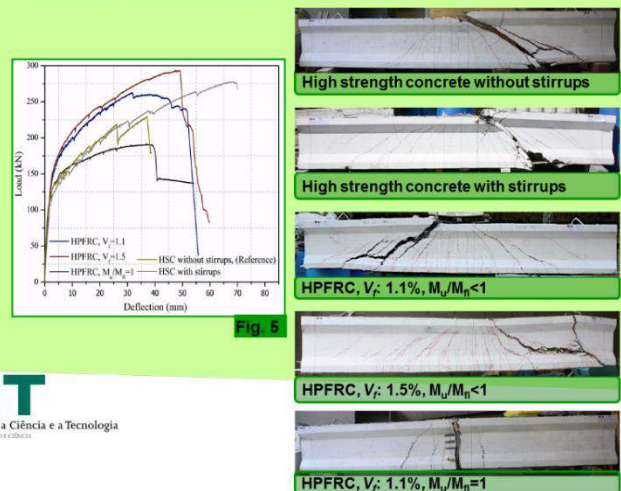 300
250
200
150
100
50
0
Load (kN)
HPFRC, Vf=1.1
HPFRC, Vf=1.5
HPFRC, Mu/Mfl=1
HSC without stirrups, (Reference)
HSC with stirrups
0 10 20 30 40 50 60 70 80
Deflection (mm)
Fig. 5
T
a Ciência e a Tecnologia
High strength concrete without stirrups
High strength concrete with stirrups
HPFRC, Vf: 1.1%, Mu/Mfl<1
HPFRC, Vf: 1.5%, Mu/Mfl<1
HPFRC, Vf: 1.1%, Mu/Mfl=1